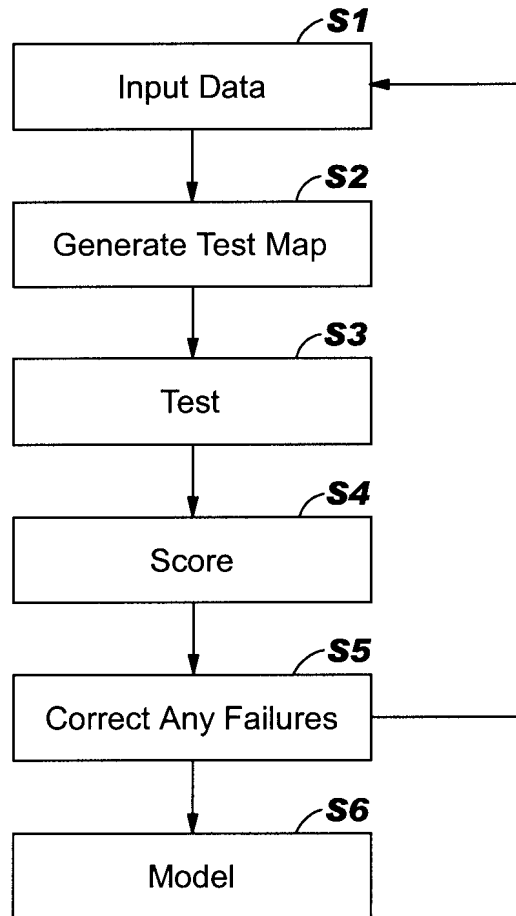 S1
Input Data
S2
Generate Test Map
S3
Test
S4
Score
S5
Correct Any Failures
S6
Model